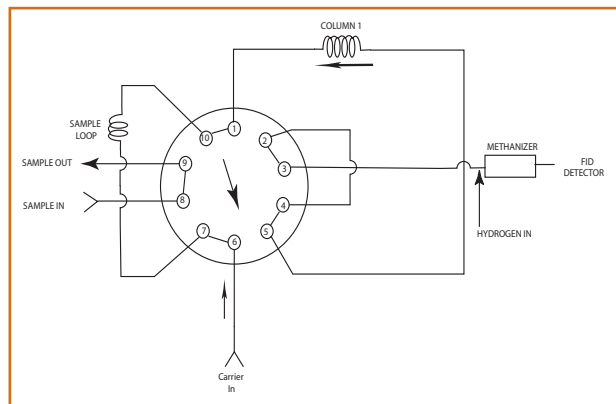 COLUMN 1
SAMPLE
LOOP
10
1
2
9
3
SAMPLE OUT
METHANIZER
FID
DETECTOR
SAMPLE IN
8
4
7
6
5
HYDROGEN IN
Carrier
In